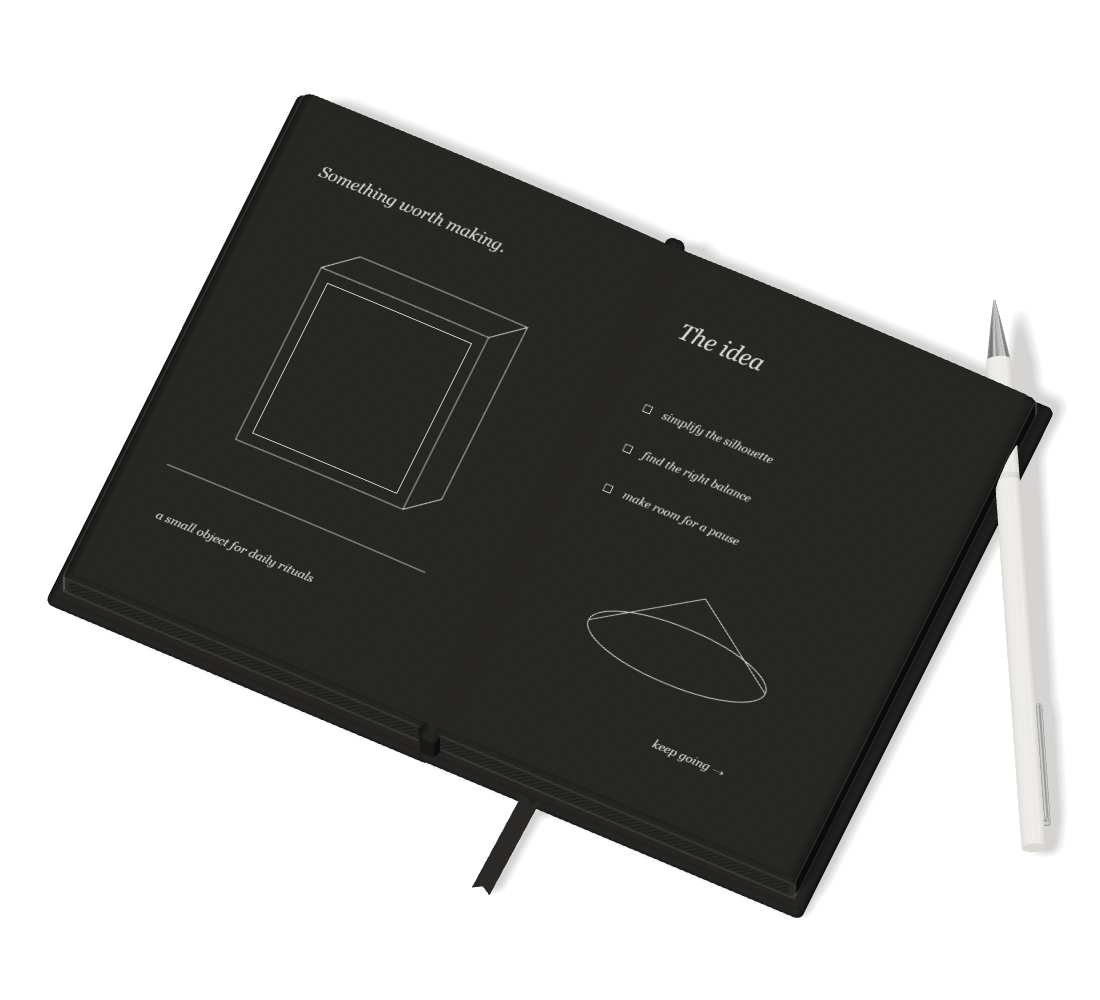 Something worth making.
a small object for daily rituals
The idea
☐ simplify the silhouette
☐ find the right balance
☐ make room for a pause
keep going →